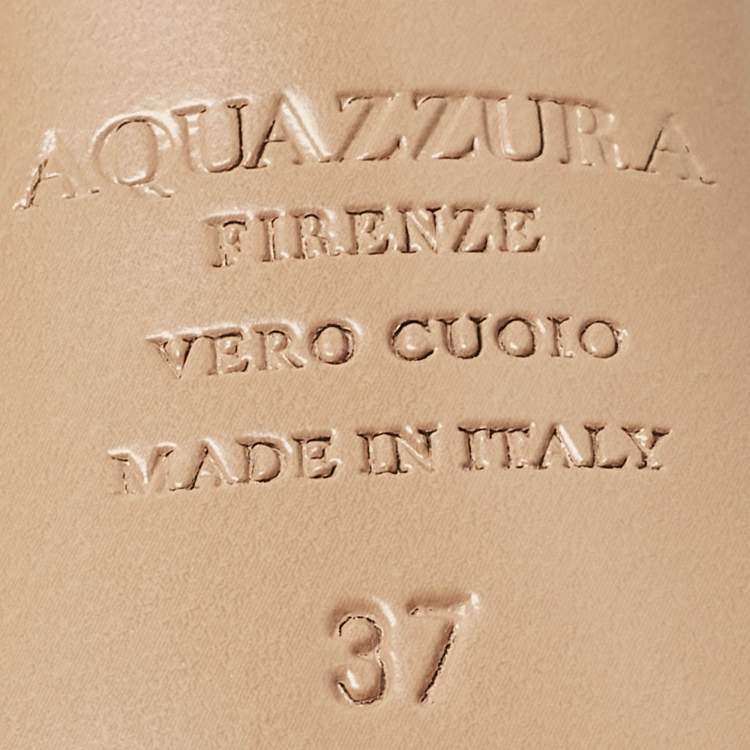 AQUAZZURA
FIRENZE
VERO CUOIO
MADE IN ITALY
37